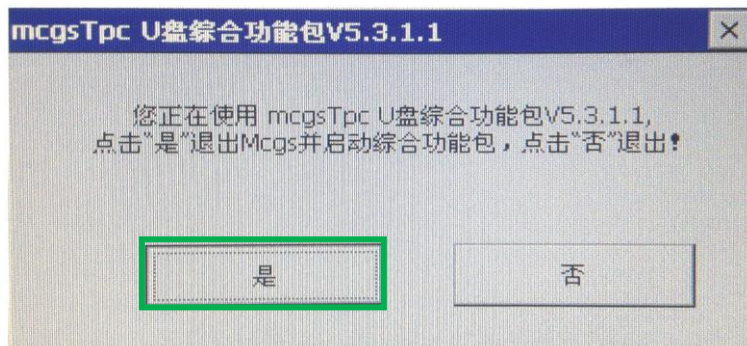 mcgsTpc U盘综合功能包V5.3.1.1
您正在使用 mcgsTpc U盘综合功能包V5.3.1.1,
点击“是”退出Mcgs并启动综合功能包，点击“否”退出！
是
否